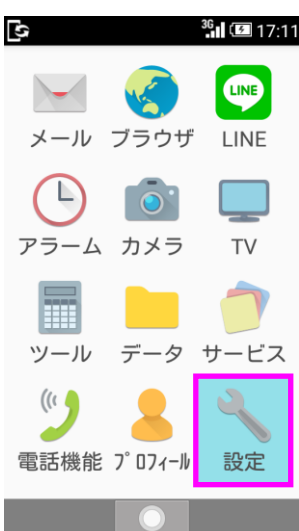 3G 17:11
LINE
メール ブラウザ LINE
アラーム カメラ TV
ツール データ サービス
電話機能 プロフィール 設定